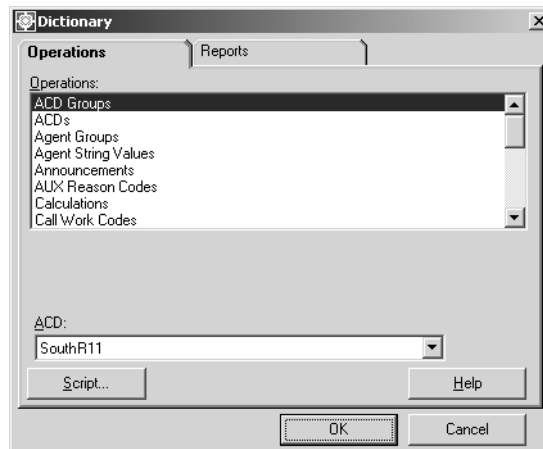 Dictionary
Operations Reports
Operations:
ACD Groups
ACDs
Agent Groups
Agent String Values
Announcements
AUX Reason Codes
Calculations
Call Work Codes
ACD:
SouthR11
Script... Help
OK Cancel